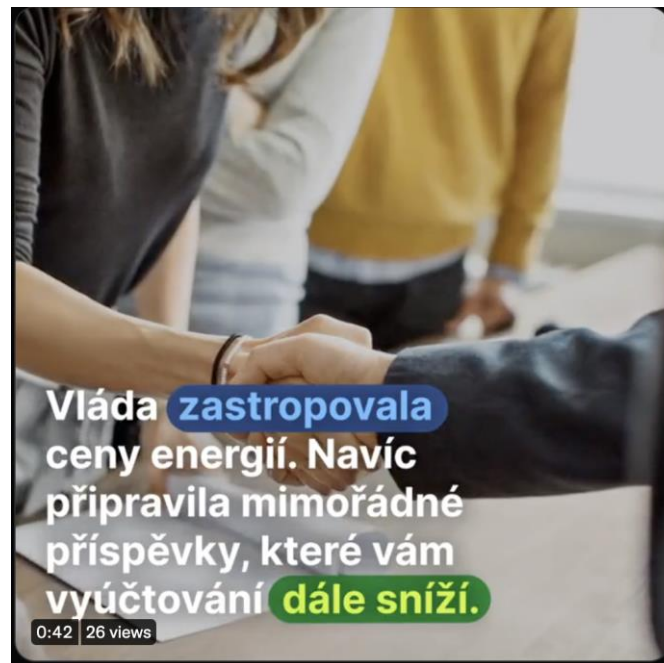 Vláda zastropovala
ceny energií. Navíc
připravila mimořádné
příspěvky, které vám
vyúčtování dále sníží.
0:42 26 views